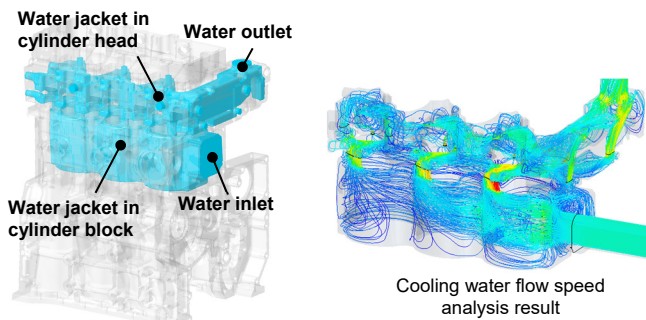 Water jacket in
cylinder head
Water outlet
Water jacket in
cylinder block
Water inlet
Cooling water flow speed
analysis result